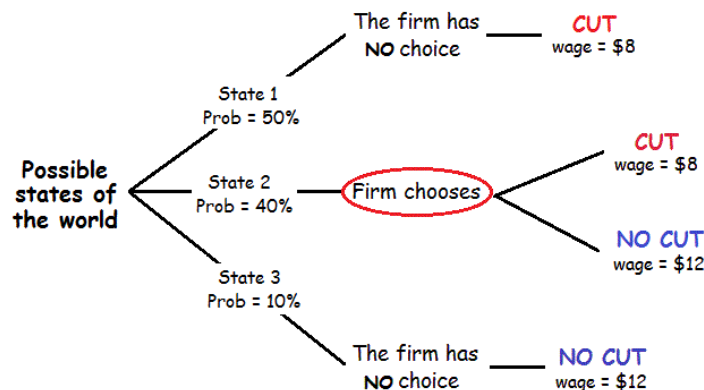 The firm has
NO choice
CUT
wage = $8
State 1
Prob = 50%
Possible
states of
the world
State 2
Prob = 40%
Firm chooses
CUT
wage = $8
NO CUT
wage = $12
State 3
Prob = 10%
The firm has
NO choice
NO CUT
wage = $12